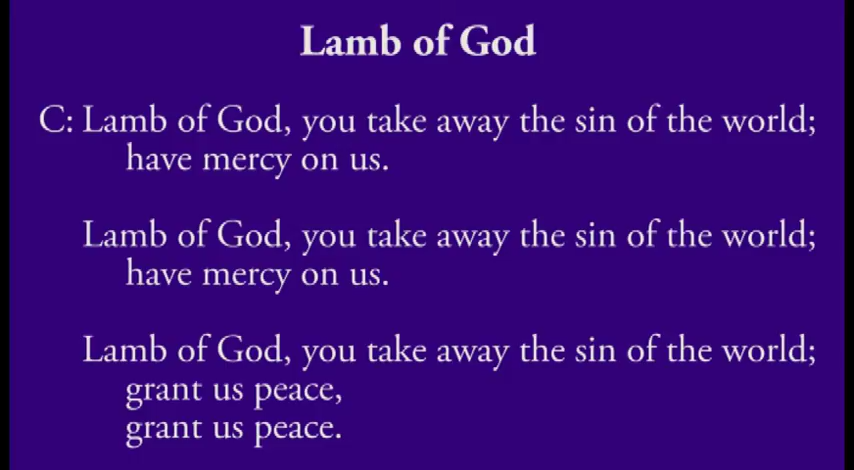 Lamb of God
C: Lamb of God, you take away the sin of the world;
have mercy on us.
Lamb of God, you take away the sin of the world;
have mercy on us.
Lamb of God, you take away the sin of the world;
grant us peace,
grant us peace.